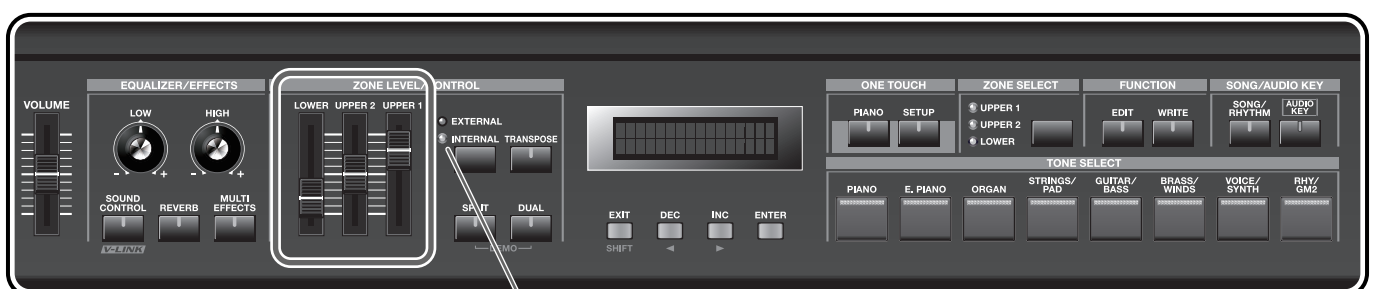 VOLUME
EQUALIZER/EFFECTS
LOW
HIGH
- +
- +
SOUND CONTROL
REVERB
MULTI EFFECTS
V-LINK
ZONE LEVEL/CONTROL
LOWER UPPER 2 UPPER 1
EXTERNAL
INTERNAL
TRANSPOSE
SPLIT
DUAL
DEMO
EXIT
DEC
INC
ENTER
SHIFT
◄
►
ONE TOUCH
PIANO
SETUP
ZONE SELECT
UPPER 1
UPPER 2
LOWER
FUNCTION
EDIT
WRITE
SONG/AUDIO KEY
SONG/ RHYTHM
AUDIO KEY
TONE SELECT
PIANO
E. PIANO
ORGAN
STRINGS/ PAD
GUITAR/ BASS
BRASS/ WINDS
VOICE/ SYNTH
RHY/ GM2